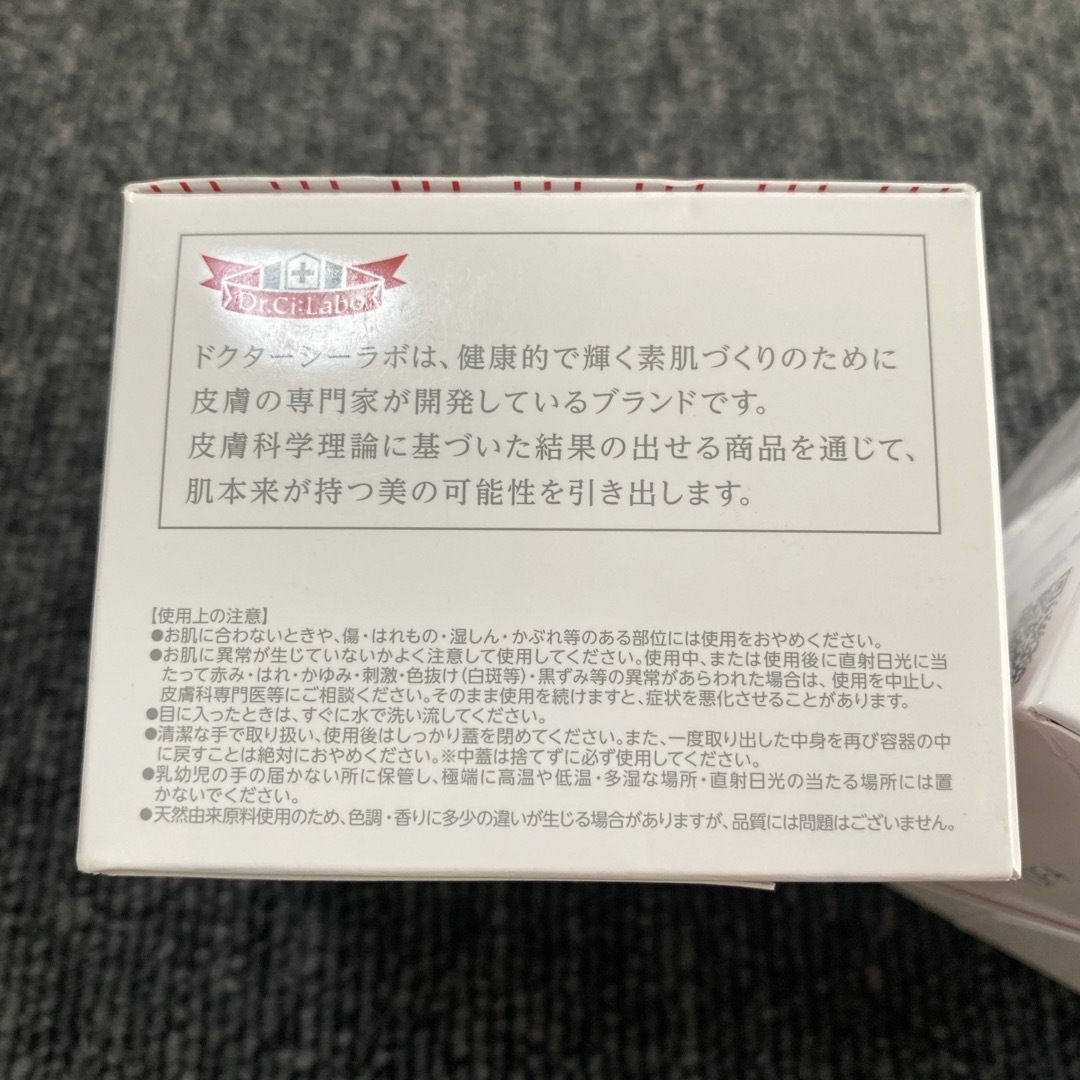 Dr.Ci:Labo
ドクターシーラボは、健康的で輝く素肌づくりのために
皮膚の専門家が開発しているブランドです。
皮膚科学理論に基づいた結果の出せる商品を通じて、
肌本来が持つ美の可能性を引き出します。
【使用上の注意】
●お肌に合わないときや、傷・はれもの・湿しん・かぶれ等のある部位には使用をおやめください。
●お肌に異常が生じていないかよく注意して使用してください。使用中、または使用後に直射日光に当
たって赤み・はれ・かゆみ・刺激・色抜け(白斑等)・黒ずみ等の異常があらわれた場合は、使用を中止し、
皮膚科専門医等にご相談ください。そのまま使用を続けますと、症状を悪化させることがあります。
●目に入ったときは、すぐに水で洗い流してください。
●清潔な手で取り扱い、使用後はしっかり蓋を閉めてください。また、一度取り出した中身を再び容器の中
に戻すことは絶対におやめください。※中蓋は捨てずに必ず使用してください。
●乳幼児の手の届かない所に保管し、極端に高温や低温・多湿な場所・直射日光の当たる場所には置
かないでください。
●天然由来原料使用のため、色調・香りに多少の違いが生じる場合がありますが、品質には問題はございません。